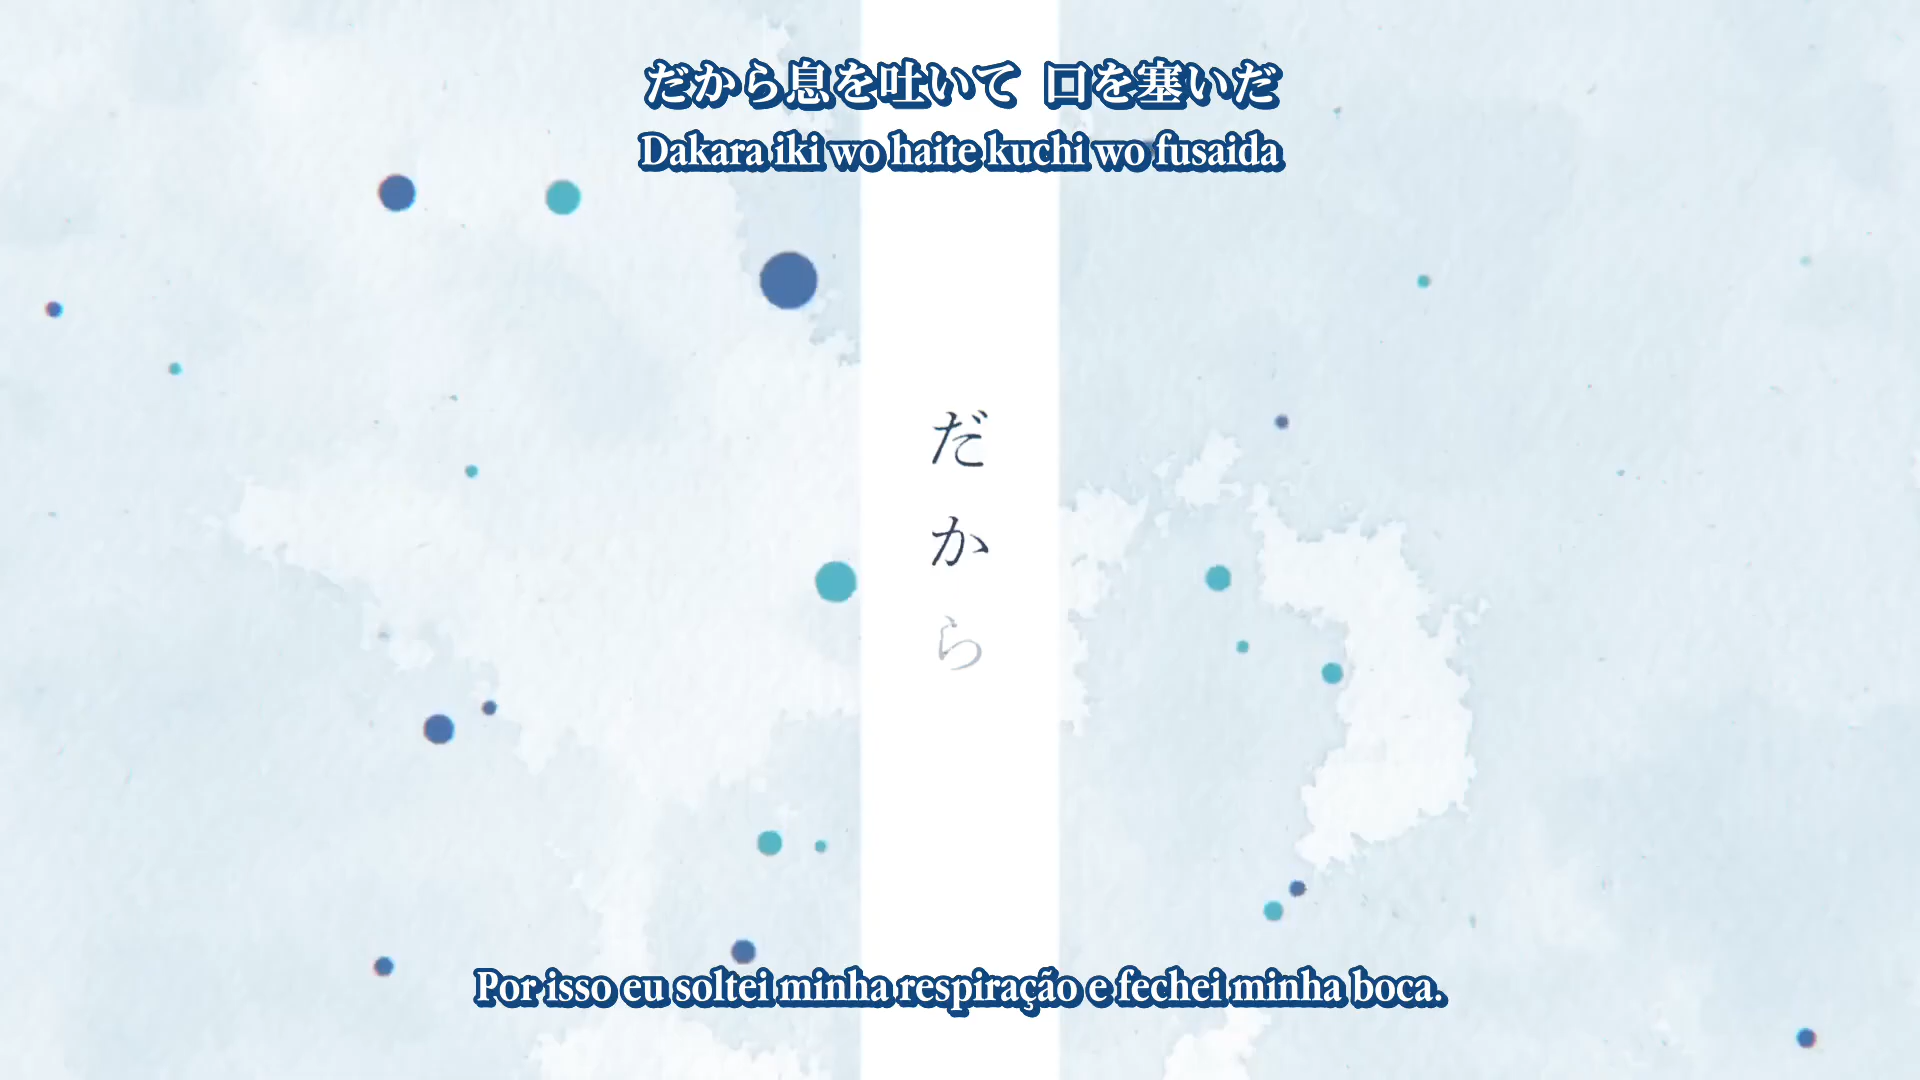 だから息を吐いて 口を塞いだ
Dakara iki wo haite kuchi wo fusaida
だから
Por isso eu soltei minha respiração e fechei minha boca.